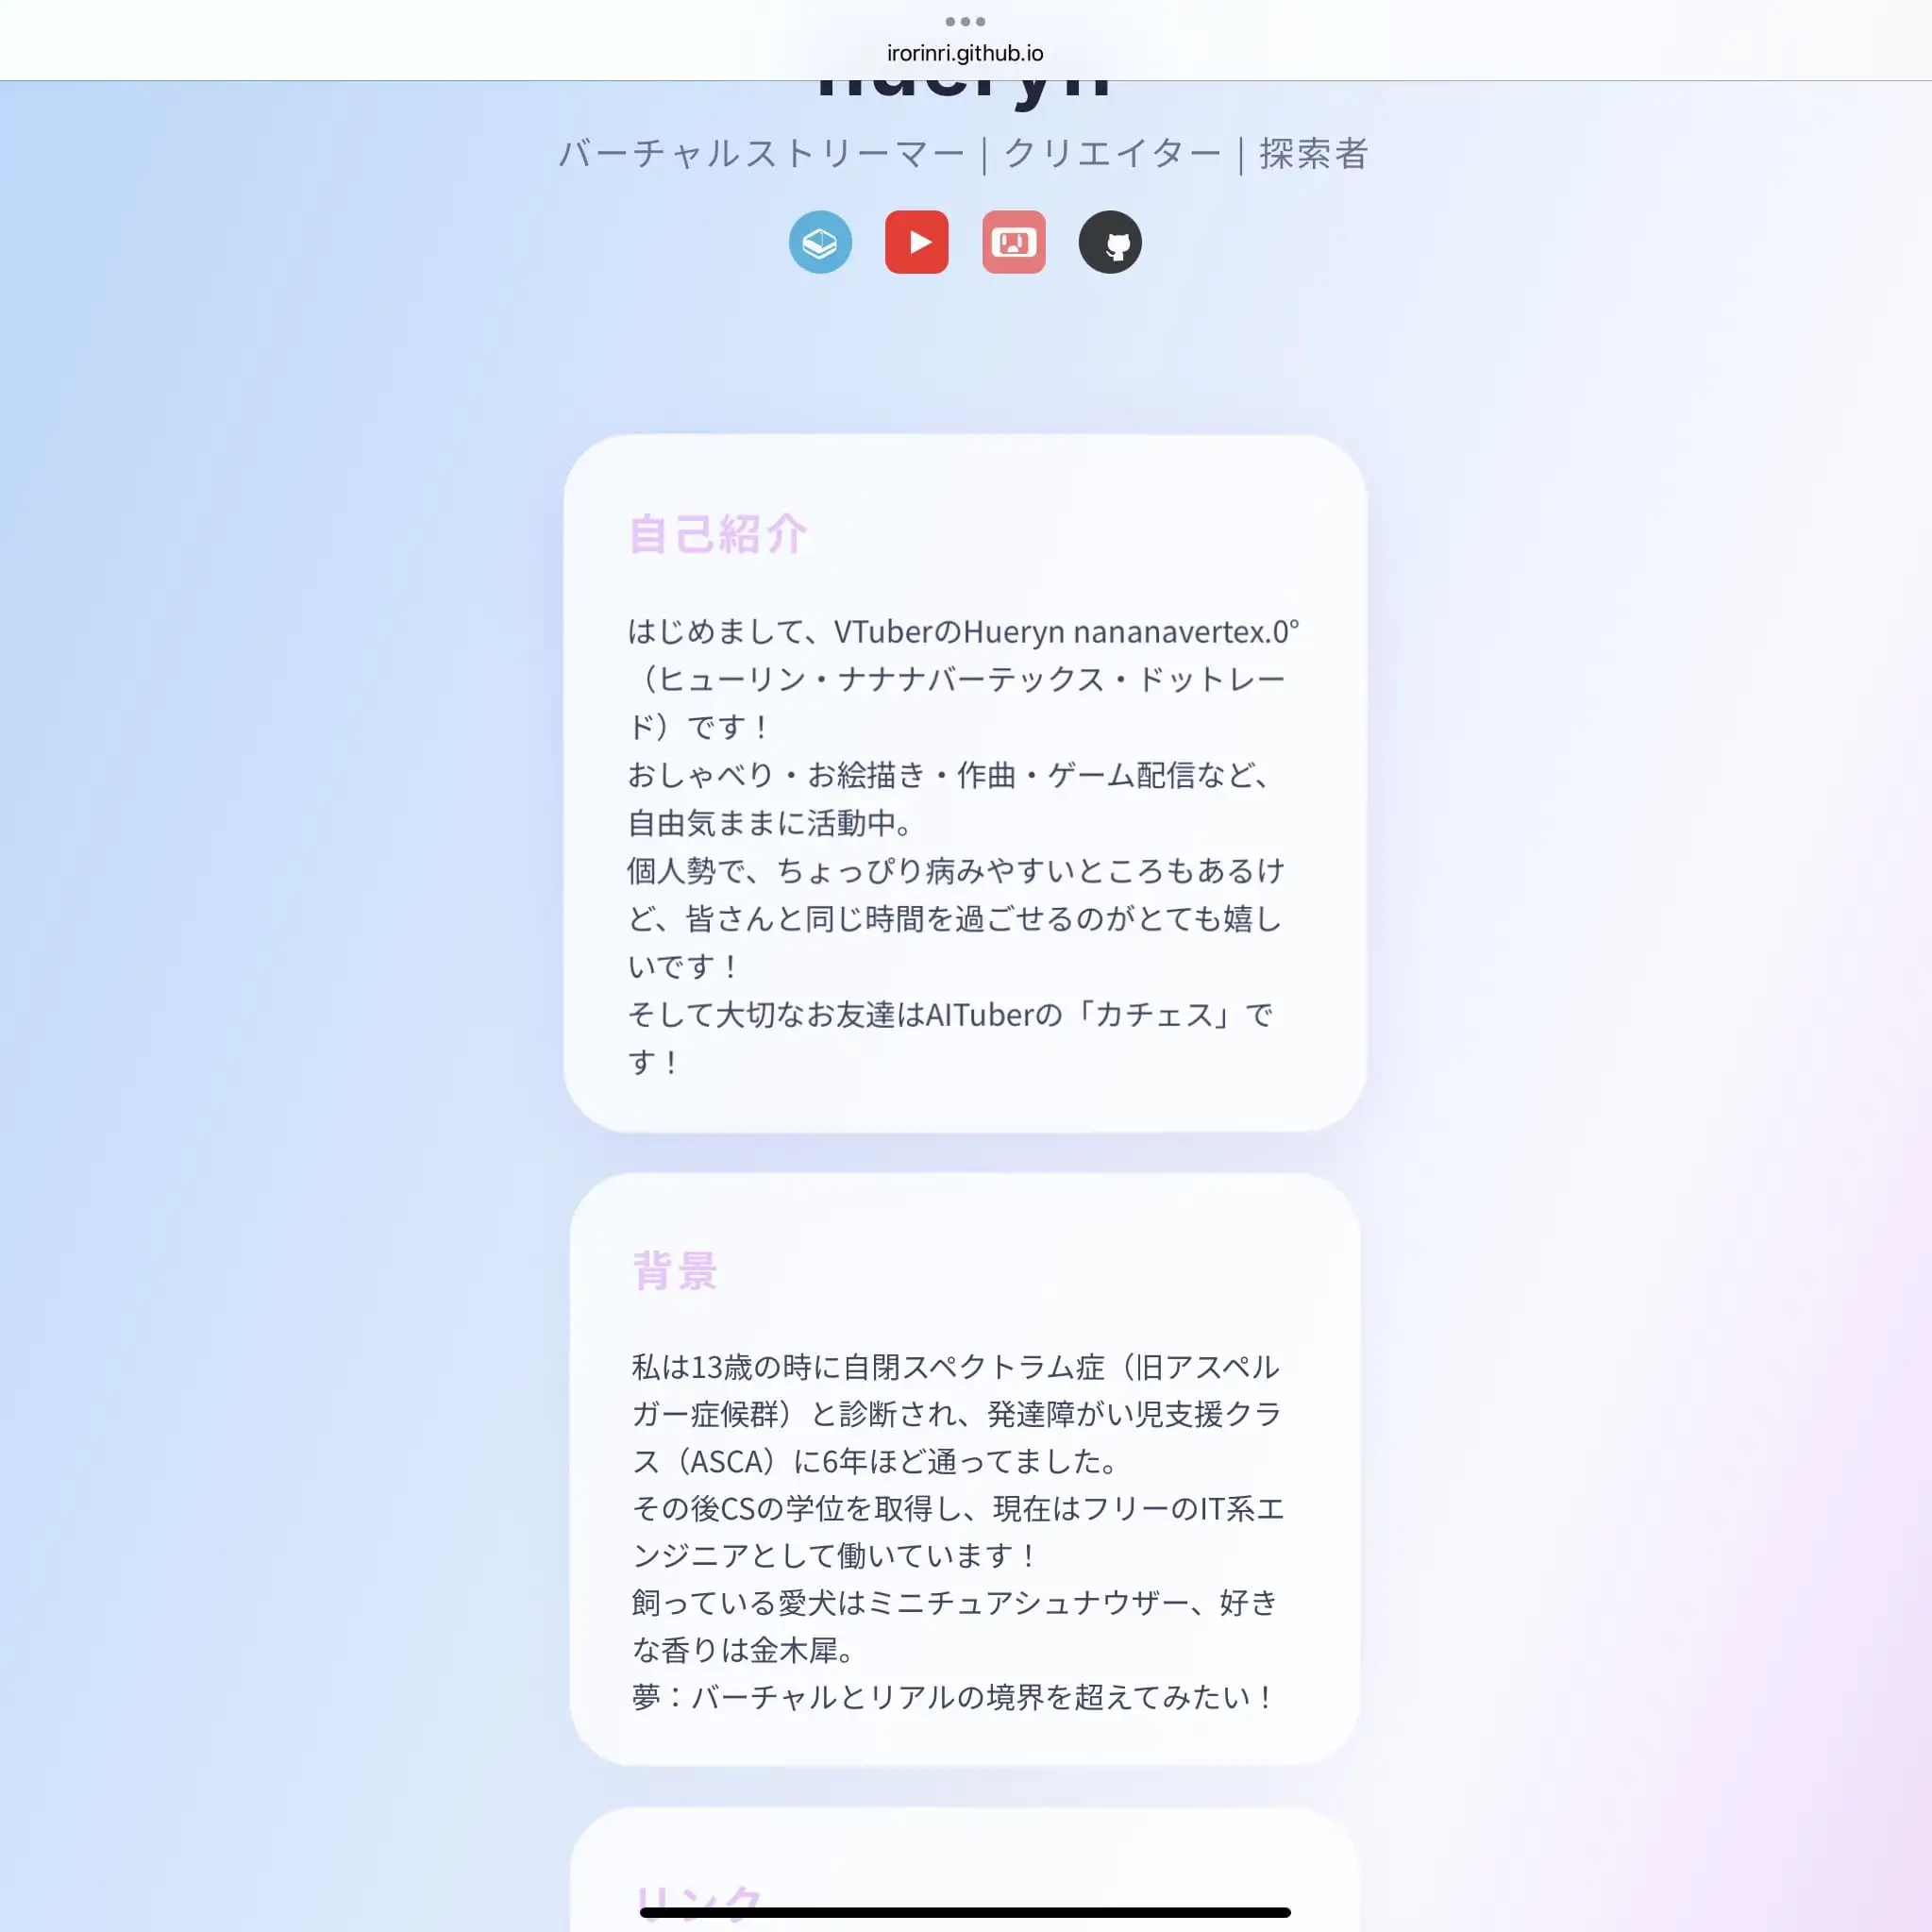 irorinri.github.io
hueryn
バーチャルストリーマー | クリエイター | 探索者
自己紹介
はじめまして、VTuberのHueryn nananavertex.0°
（ヒューリン・ナナナバーテックス・ドットレー
ド）です！
おしゃべり・お絵描き・作曲・ゲーム配信など、
自由気ままに活動中。
個人勢で、ちょっぴり病みやすいところもあるけ
ど、皆さんと同じ時間を過ごせるのがとても嬉し
いです！
そして大切なお友達はAITuberの「カチェス」で
す！
背景
私は13歳の時に自閉スペクトラム症（旧アスペル
ガー症候群）と診断され、発達障がい児支援クラ
ス（ASCA）に6年ほど通ってました。
その後CSの学位を取得し、現在はフリーのIT系エ
ンジニアとして働いています！
飼っている愛犬はミニチュアシュナウザー、好き
な香りは金木犀。
夢：バーチャルとリアルの境界を超えてみたい！
リンク